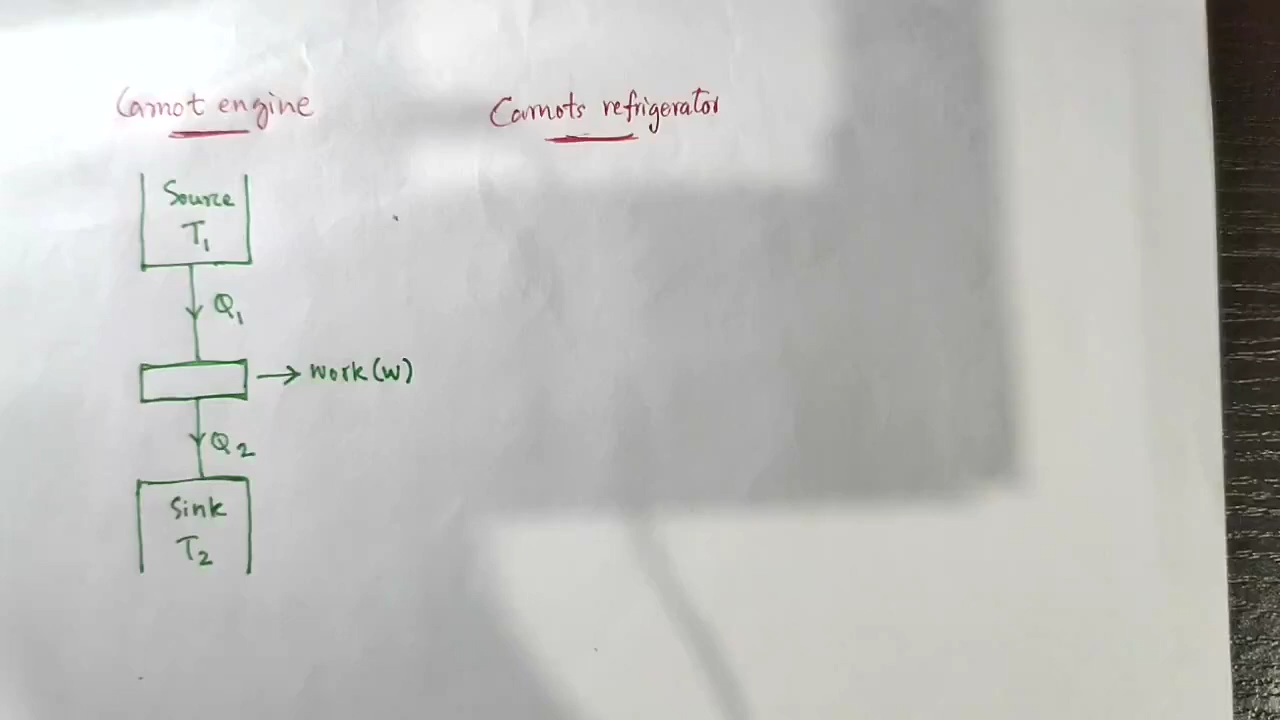 Carnot engine
Carnots refrigerator
Source
T1
Q1
work(w)
Q2
Sink
T2